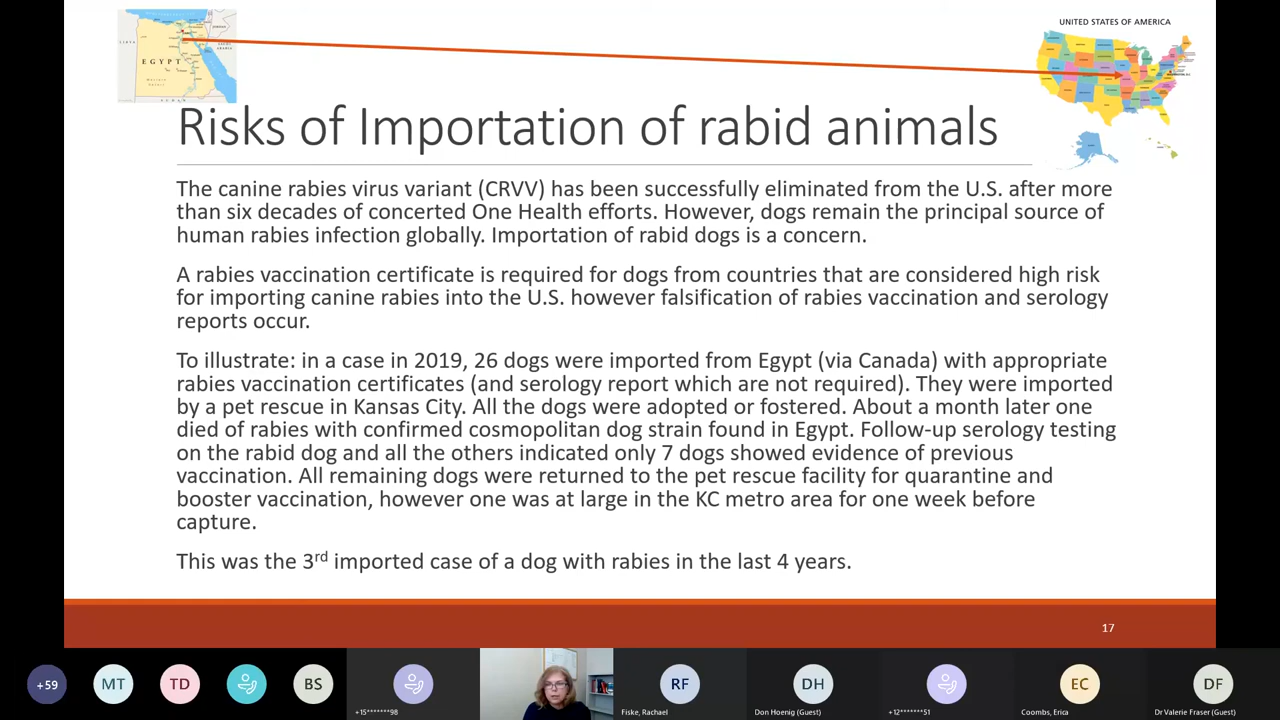 UNITED STATES OF AMERICA
EGYPT
Risks of Importation of rabid animals
The canine rabies virus variant (CRVV) has been successfully eliminated from the U.S. after more
than six decades of concerted One Health efforts. However, dogs remain the principal source of
human rabies infection globally. Importation of rabid dogs is a concern.
A rabies vaccination certificate is required for dogs from countries that are considered high risk
for importing canine rabies into the U.S. however falsification of rabies vaccination and serology
reports occur.
To illustrate: in a case in 2019, 26 dogs were imported from Egypt (via Canada) with appropriate
rabies vaccination certificates (and serology report which are not required). They were imported
by a pet rescue in Kansas City. All the dogs were adopted or fostered. About a month later one
died of rabies with confirmed cosmopolitan dog strain found in Egypt. Follow-up serology testing
on the rabid dog and all the others indicated only 7 dogs showed evidence of previous
vaccination. All remaining dogs were returned to the pet rescue facility for quarantine and
booster vaccination, however one was at large in the KC metro area for one week before
capture.
This was the 3rd imported case of a dog with rabies in the last 4 years.
17
+59
MT
TD
BS
RF
DH
EC
DF
+15*******98
Fiske, Rachael
Don Hoenig (Guest)
+12*******51
Coombs, Erica
Dr Valerie Fraser (Guest)